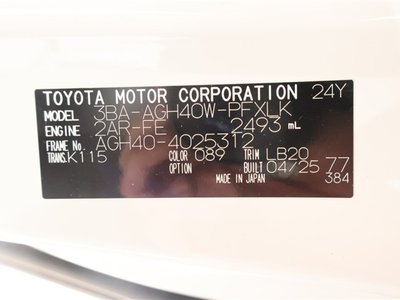 TOYOTA MOTOR CORPORATION 24Y
MODEL 3BA-AGH40W-PFXLK
ENGINE 2AR-FE 2493 mL
FRAME No. AGH40-4025312
TRANS. K115 COLOR 089 TRIM LB20
OPTION BUILT 04/25 77
MADE IN JAPAN 384